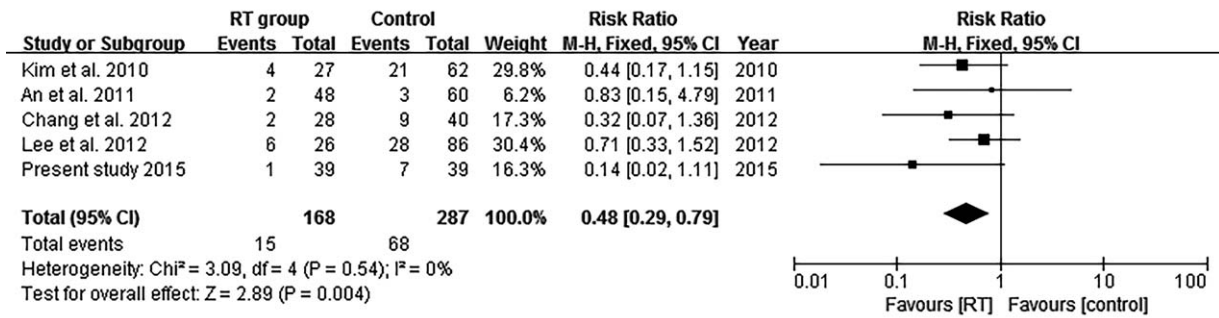 RT group Control Risk Ratio Risk Ratio
Study or Subgroup Events Total Events Total Weight M-H, Fixed, 95% CI Year M-H, Fixed, 95% CI
Kim et al. 2010 4 27 21 62 29.8% 0.44 [0.17, 1.15] 2010
An et al. 2011 2 48 3 60 6.2% 0.83 [0.15, 4.79] 2011
Chang et al. 2012 2 28 9 40 17.3% 0.32 [0.07, 1.36] 2012
Lee et al. 2012 6 26 28 86 30.4% 0.71 [0.33, 1.52] 2012
Present study 2015 1 39 7 39 16.3% 0.14 [0.02, 1.11] 2015
Total (95% CI) 168 287 100.0% 0.48 [0.29, 0.79]
Total events 15 68
Heterogeneity: Chi² = 3.09, df = 4 (P = 0.54); I² = 0%
Test for overall effect: Z = 2.89 (P = 0.004)
0.01 0.1 1 10 100
Favours [RT] Favours [control]